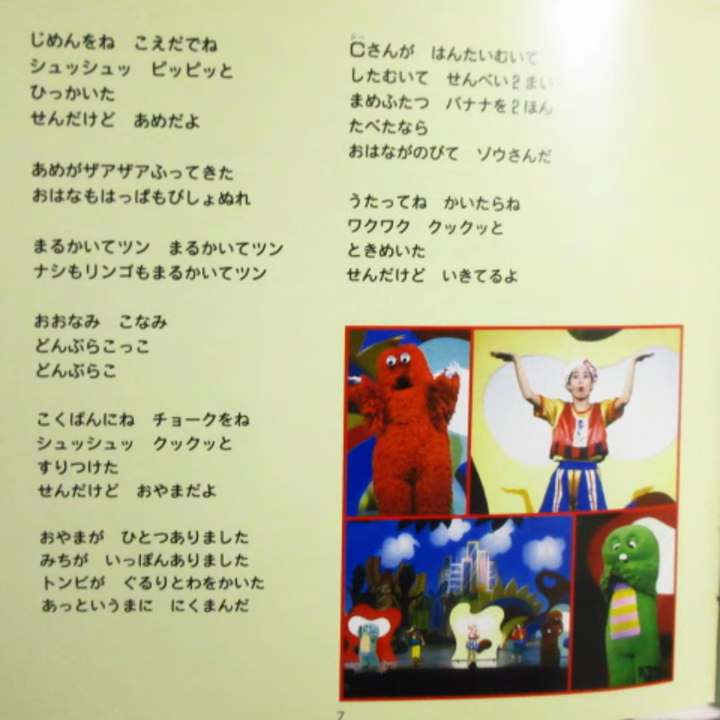 じめんをね　こえだでね
シュッシュッ　ピッピッと
ひっかいた
せんだけど　あめだよ
あめがザアザアふってきた
おはなもはっぱもびしょぬれ
まるかいてツン　まるかいてツン
ナシもリンゴもまるかいてツン
おおなみ　こなみ
どんぶらこっこ
どんぶらこ
こくばんにね　チョークをね
シュッシュッ　クックッと
すりつけた
せんだけど　おやまだよ
おやまが　ひとつありました
みちが　いっぽんありました
トンビが　ぐるりとわをかいた
あっというまに　にくまんだ
シー
Cさんが　はんたいむいて
したむいて　せんべい2まい
まめふたつ　バナナを2ほん
たべたなら
おはながのびて　ゾウさんだ
うたってね　かいたらね
ワクワク　クックッと
ときめいた
せんだけど　いきてるよ
7